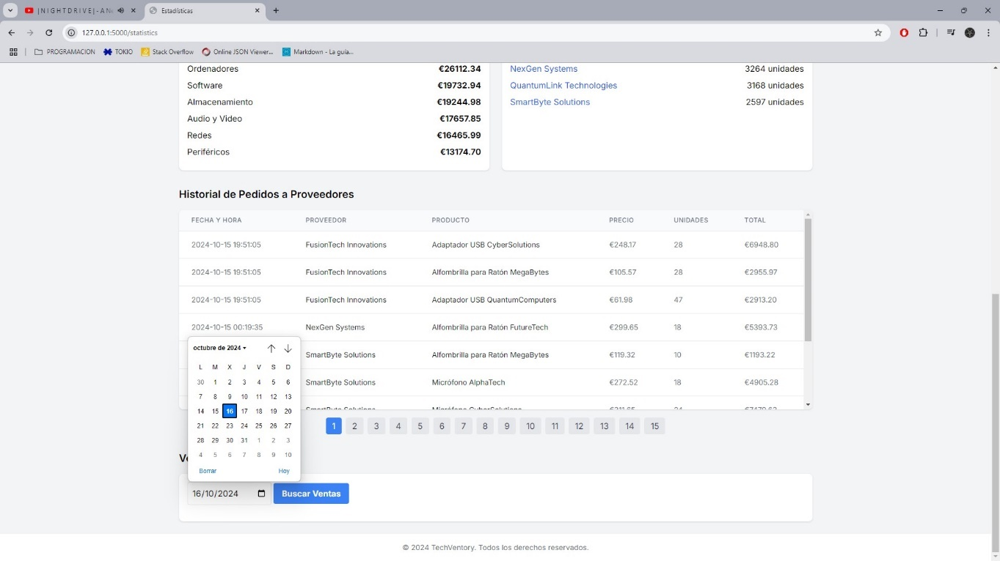 |NIGHTDRIVE|-AN
Estadísticas
127.0.0.1:5000/statistics
PROGRAMACION TOKIO Stack Overflow Online JSON Viewer... Markdown - La guía...
Ordenadores €26112.34 NexGen Systems 3264 unidades
Software €19732.94 QuantumLink Technologies 3168 unidades
Almacenamiento €19244.98 SmartByte Solutions 2597 unidades
Audio y Video €17657.85
Redes €16465.99
Periféricos €13174.70
Historial de Pedidos a Proveedores
FECHA Y HORA PROVEEDOR PRODUCTO PRECIO UNIDADES TOTAL
2024-10-15 19:51:05 FusionTech Innovations Adaptador USB CyberSolutions €248.17 28 €6948.80
2024-10-15 19:51:05 FusionTech Innovations Alfombrilla para Ratón MegaBytes €105.57 28 €2955.97
2024-10-15 19:51:05 FusionTech Innovations Adaptador USB QuantumComputers €61.98 47 €2913.20
2024-10-15 00:19:35 NexGen Systems Alfombrilla para Ratón FutureTech €299.65 18 €5393.73
SmartByte Solutions Alfombrilla para Ratón MegaBytes €119.32 10 €1193.22
SmartByte Solutions Micrófono AlphaTech €272.52 18 €4905.28
SmartByte Solutions Micrófono CyberSolutions €311.65 24 €7479.63
octubre de 2024
L M X J V S D
30 1 2 3 4 5 6
7 8 9 10 11 12 13
14 15 16 17 18 19 20
21 22 23 24 25 26 27
28 29 30 31 1 2 3
4 5 6 7 8 9 10
Borrar Hoy
1 2 3 4 5 6 7 8 9 10 11 12 13 14 15
16/10/2024 Buscar Ventas
© 2024 TechVentory. Todos los derechos reservados.